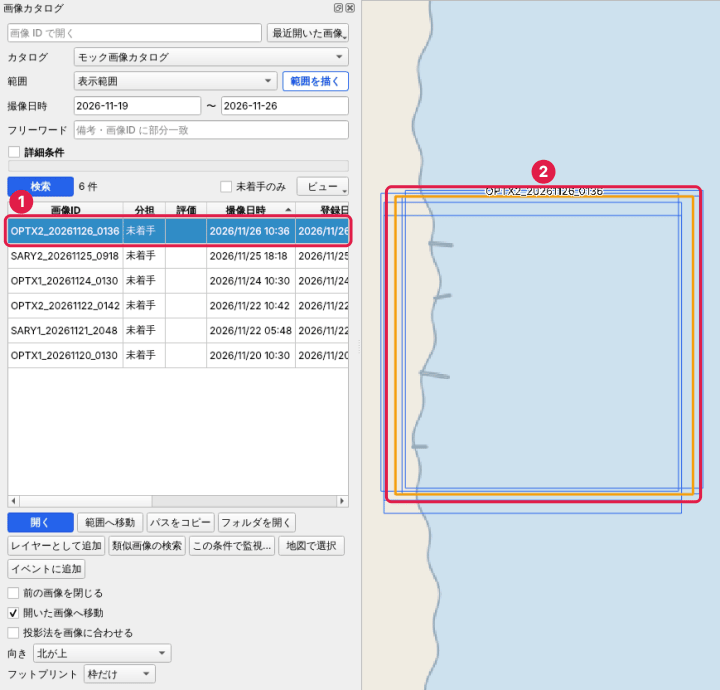 画像カタログ
画像 ID で開く 最近開いた画像
カタログ モック画像カタログ
範囲 表示範囲 範囲を描く
撮像日時 2026-11-19 〜 2026-11-26
フリーワード 備考・画像ID に部分一致
詳細条件
検索 6 件 未着手のみ ビュー
1 2
画像ID 分担 評価 撮像日時 登録日
OPTX2_20261126_0136 未着手 2026/11/26 10:36 2026/11/26
SARY2_20261125_0918 未着手 2026/11/25 18:18 2026/11/25
OPTX1_20261124_0130 未着手 2026/11/24 10:30 2026/11/24
OPTX2_20261122_0142 未着手 2026/11/22 10:42 2026/11/22
SARY1_20261121_2048 未着手 2026/11/22 05:48 2026/11/22
OPTX1_20261120_0130 未着手 2026/11/20 10:30 2026/11/20
開く 範囲へ移動 パスをコピー フォルダを開く
レイヤーとして追加 類似画像の検索 この条件で監視... 地図で選択
イベントに追加
前の画像を閉じる
開いた画像へ移動
投影法を画像に合わせる
向き 北が上
フットプリント 枠だけ
OPTX2_20261126_0136